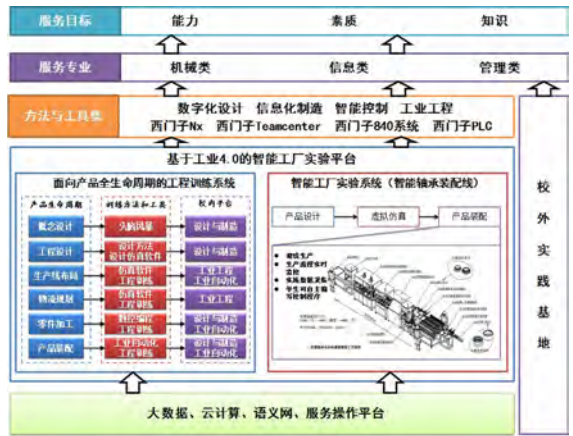 服务目标
能力 素质 知识
服务专业
机械类 信息类 管理类
方法与工具集
数字化设计 信息化制造 智能控制 工业工程
西门子Nx 西门子Teamcenter 西门子840系统 西门子PLC
基于工业4.0的智能工厂实验平台
面向产品全生命周期的工程训练系统
产品生命周期 训练方法和工具 校内平台
概念设计 头脑风暴 设计与制造
工程设计 设计方法 设计仿真软件 设计与制造
生产线布局 仿真软件 工程训练 工业工程 工业自动化
物流规划 仿真软件 工程训练 工业工程
零件加工 数控编程 工程训练 设计与制造 工业自动化
产品装配 工业自动化 工程训练 设计与制造 工业自动化
智能工厂实验系统（智能轴承装配线）
产品设计 虚拟仿真 产品装配
生产流程实时
校外实践基地
大数据、云计算、语义网、服务操作平台